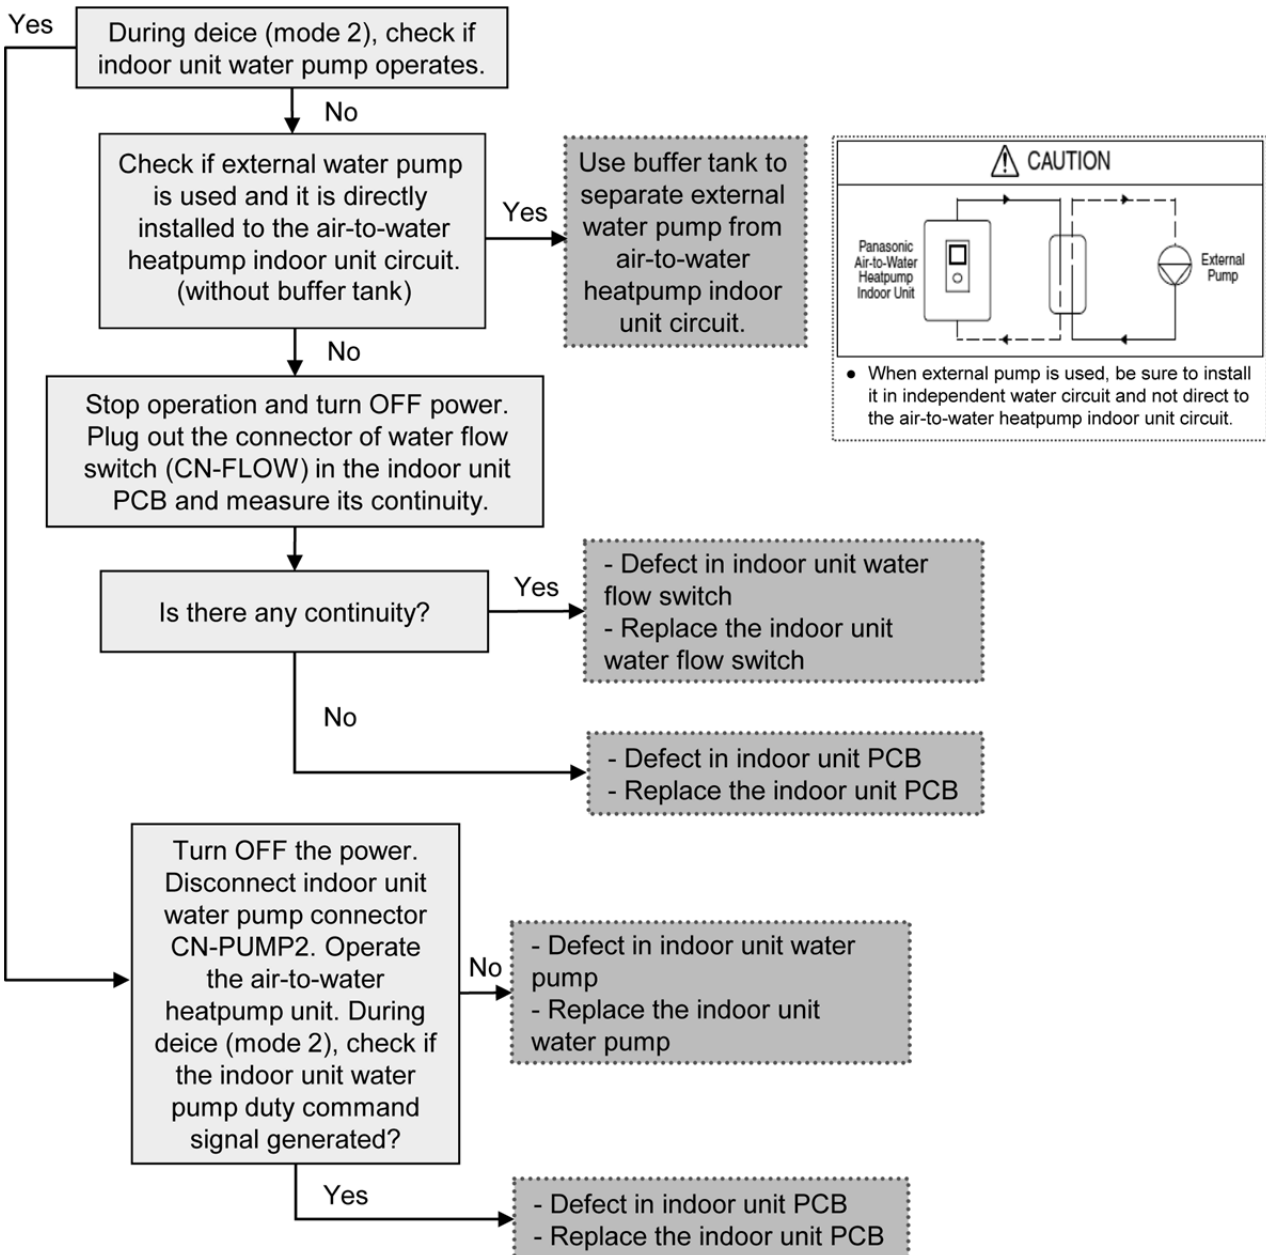 Yes
During deice (mode 2), check if
indoor unit water pump operates.
No
Check if external water pump
is used and it is directly
installed to the air-to-water
heatpump indoor unit circuit.
(without buffer tank)
Yes
Use buffer tank to
separate external
water pump from
air-to-water
heatpump indoor
unit circuit.
CAUTION
Panasonic
Air-to-Water
Heatpump
Indoor Unit
External
Pump
● When external pump is used, be sure to install
it in independent water circuit and not direct to
the air-to-water heatpump indoor unit circuit.
No
Stop operation and turn OFF power.
Plug out the connector of water flow
switch (CN-FLOW) in the indoor unit
PCB and measure its continuity.
Is there any continuity?
Yes
- Defect in indoor unit water
flow switch
- Replace the indoor unit
water flow switch
No
- Defect in indoor unit PCB
- Replace the indoor unit PCB
Turn OFF the power.
Disconnect indoor unit
water pump connector
CN-PUMP2. Operate
the air-to-water
heatpump unit. During
deice (mode 2), check if
the indoor unit water
pump duty command
signal generated?
No
- Defect in indoor unit water
pump
- Replace the indoor unit
water pump
Yes
- Defect in indoor unit PCB
- Replace the indoor unit PCB